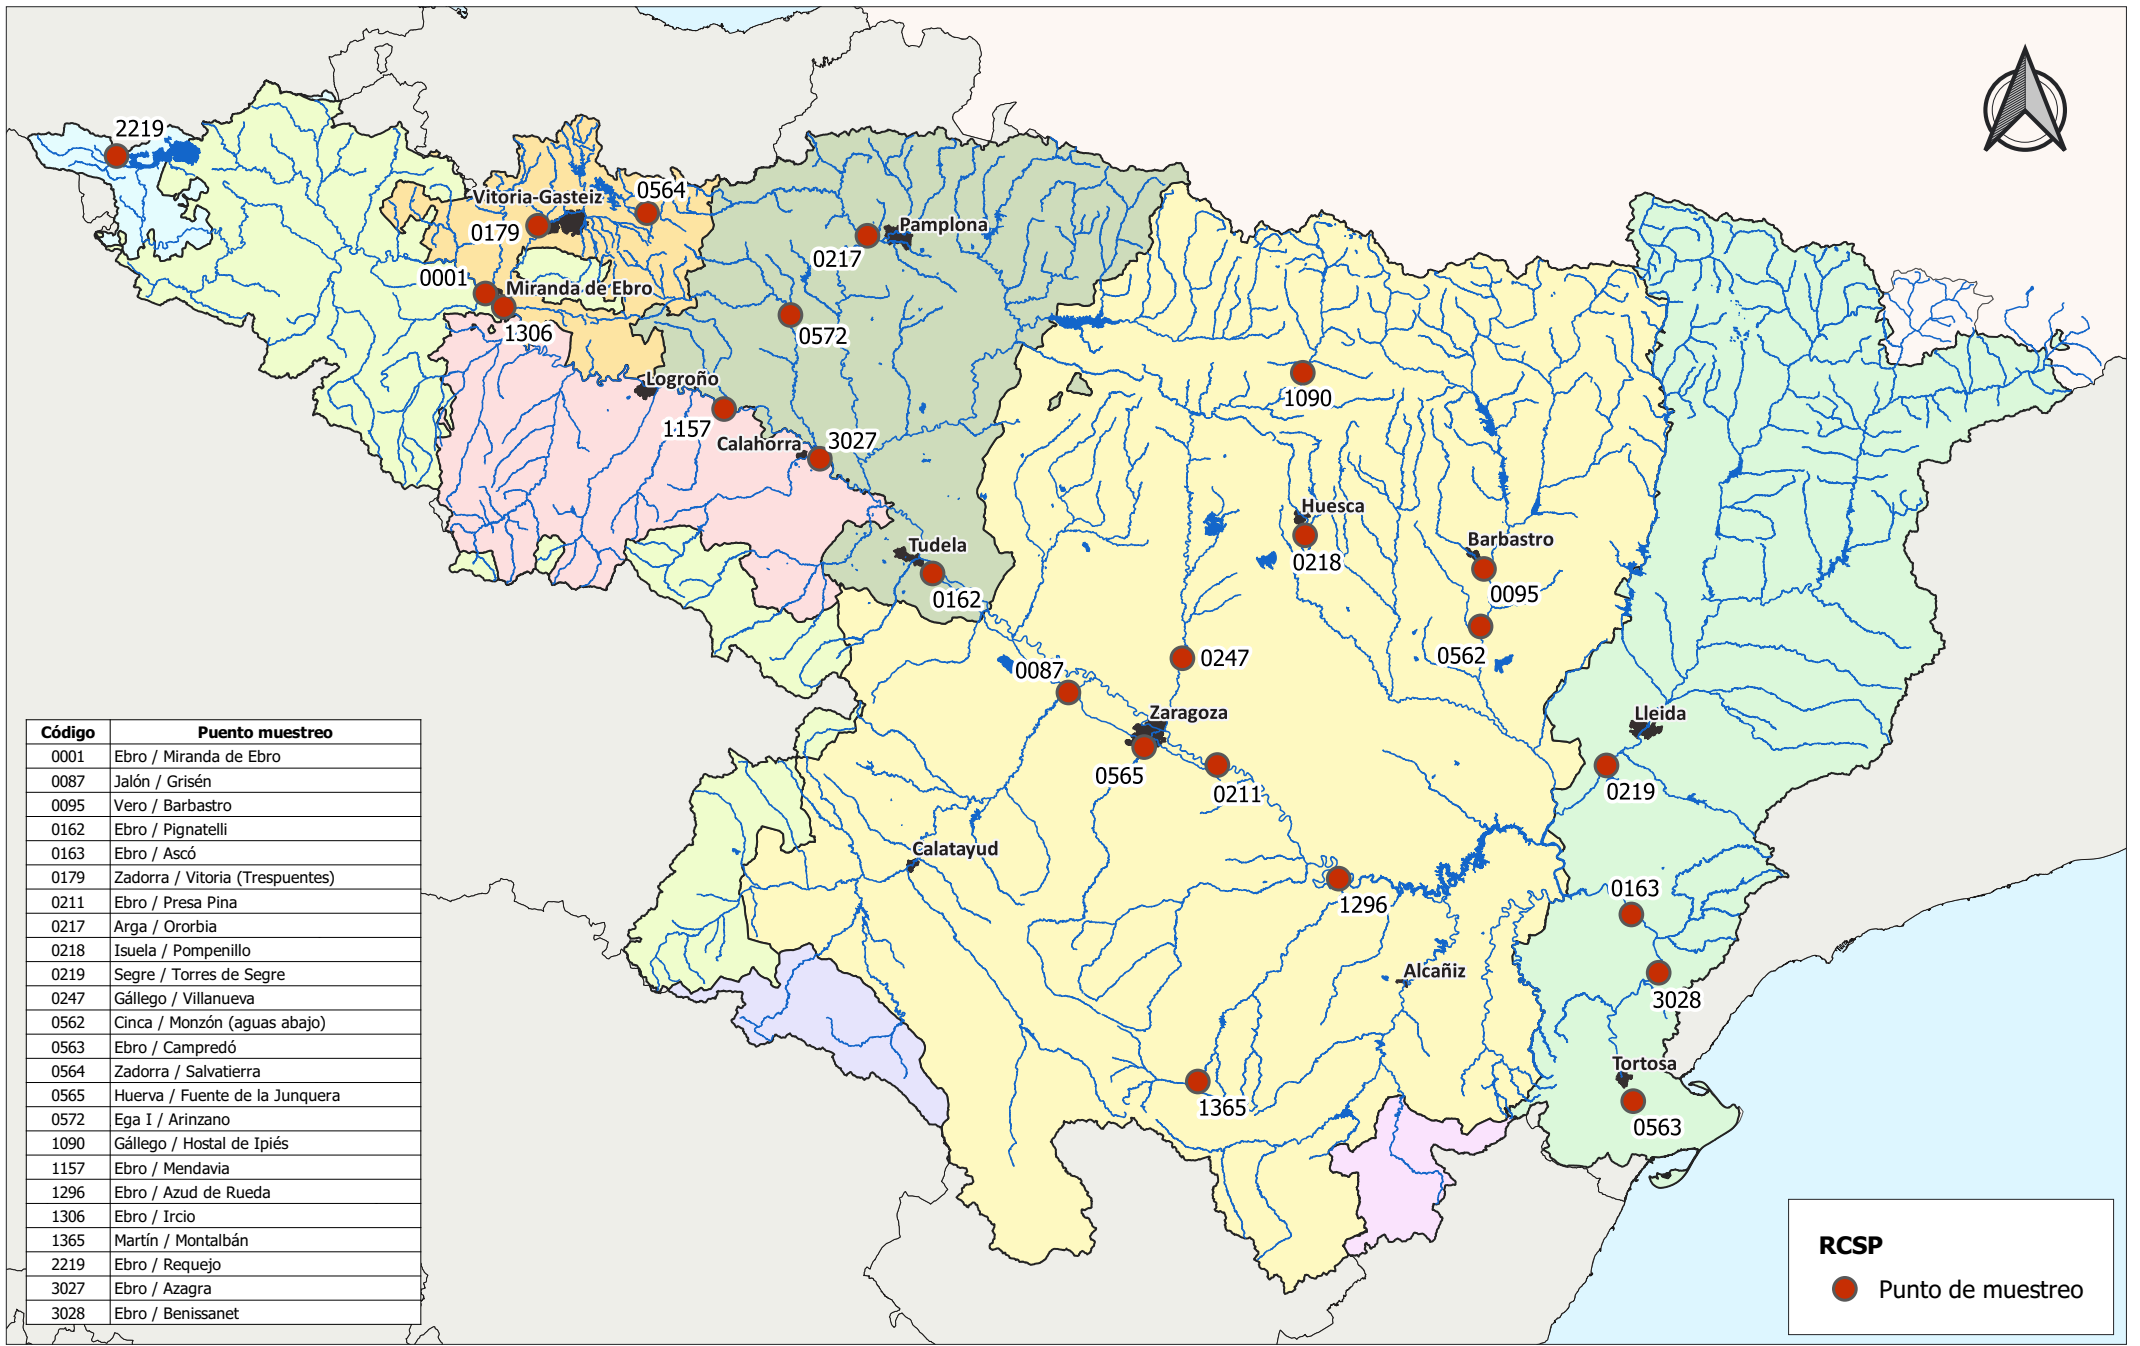 2219
Vitoria-Gasteiz
0564
0179
Pamplona
0217
0001
Miranda de Ebro
1306
0572
Logroño
1090
1157
Calahorra
3027
Huesca
0218
Barbastro
0095
Tudela
0162
0562
0247
0087
Zaragoza
Lleida
0565
0211
0219
Calatayud
1296
0163
Alcañiz
3028
Tortosa
1365
0563
Código Puento muestreo
0001 Ebro / Miranda de Ebro
0087 Jalón / Grisén
0095 Vero / Barbastro
0162 Ebro / Pignatelli
0163 Ebro / Ascó
0179 Zadorra / Vitoria (Trespuentes)
0211 Ebro / Presa Pina
0217 Arga / Ororbia
0218 Isuela / Pompenillo
0219 Segre / Torres de Segre
0247 Gállego / Villanueva
0562 Cinca / Monzón (aguas abajo)
0563 Ebro / Campredó
0564 Zadorra / Salvatierra
0565 Huerva / Fuente de la Junquera
0572 Ega I / Arinzano
1090 Gállego / Hostal de Ipiés
1157 Ebro / Mendavia
1296 Ebro / Azud de Rueda
1306 Ebro / Ircio
1365 Martín / Montalbán
2219 Ebro / Requejo
3027 Ebro / Azagra
3028 Ebro / Benissanet
RCSP
Punto de muestreo